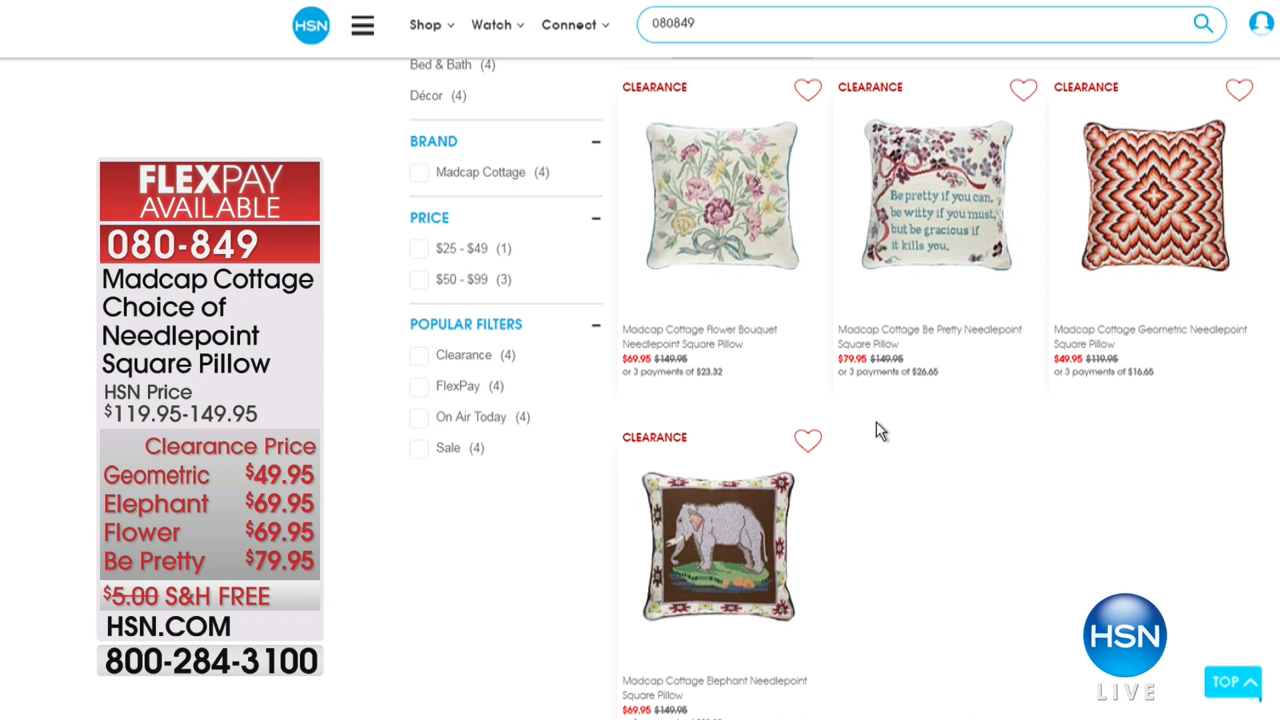 HSN
Shop
Watch
Connect
080849
FLEXPAY
AVAILABLE
080-849
Madcap Cottage
Choice of
Needlepoint
Square Pillow
HSN Price
$119.95-149.95
Clearance Price
Geometric $49.95
Elephant $69.95
Flower $69.95
Be Pretty $79.95
$5.00 S&H FREE
HSN.COM
800-284-3100
Bed & Bath (4)
Décor (4)
BRAND
Madcap Cottage (4)
PRICE
$25 - $49 (1)
$50 - $99 (3)
POPULAR FILTERS
Clearance (4)
FlexPay (4)
On Air Today (4)
Sale (4)
CLEARANCE
Madcap Cottage Flower Bouquet
Needlepoint Square Pillow
$69.95 $149.95
or 3 payments of $23.32
CLEARANCE
Be pretty if you can,
be witty if you must,
but be gracious if
it kills you.
Madcap Cottage Be Pretty Needlepoint
Square Pillow
$79.95 $149.95
or 3 payments of $26.65
CLEARANCE
Madcap Cottage Geometric Needlepoint
Square Pillow
$49.95 $119.95
or 3 payments of $16.65
CLEARANCE
Madcap Cottage Elephant Needlepoint
Square Pillow
$69.95 $149.95
HSN
LIVE
TOP